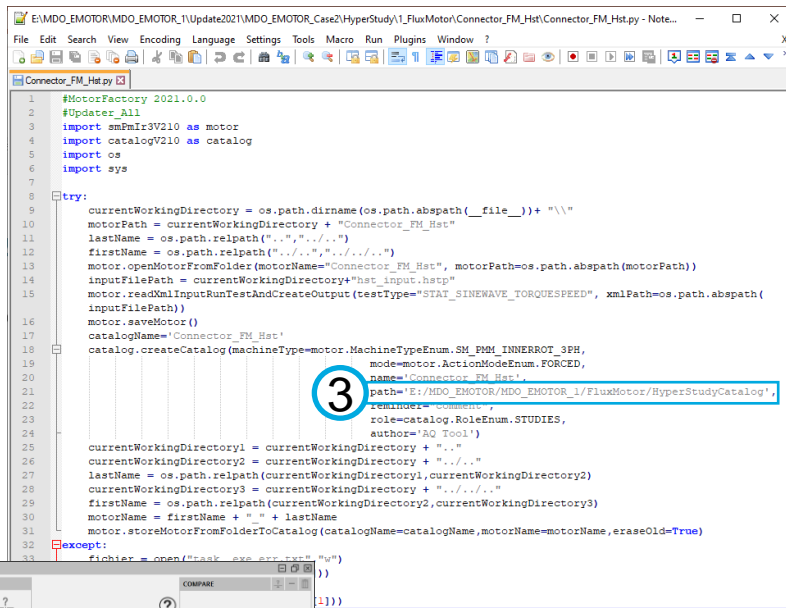 E:\MDO_EMOTOR\MDO_EMOTOR_1\Update2021\MDO_EMOTOR_Case2\HyperStudy\1_FluxMotor\Connector_FM_Hst\Connector_FM_Hst.py - Note...
File Edit Search View Encoding Language Settings Tools Macro Run Plugins Window ? X
Connector_FM_Hst.py
1 #MotorFactory 2021.0.0
2 #Updater_All
3 import smPmIr3V210 as motor
4 import catalogV210 as catalog
5 import os
6 import sys
7
8 try:
9 currentWorkingDirectory = os.path.dirname(os.path.abspath(__file__))+ "\\"
10 motorPath = currentWorkingDirectory + "Connector_FM_Hst"
11 lastName = os.path.relpath("..","../..")
12 firstName = os.path.relpath("../..","../../..")
13 motor.openMotorFromFolder(motorName="Connector_FM_Hst", motorPath=os.path.abspath(motorPath))
14 inputFilePath = currentWorkingDirectory+"hst_input.hstp"
15 motor.readXmlInputRunTestAndCreateOutput(testType="STAT_SINEWAVE_TORQUESPEED", xmlPath=os.path.abspath(
inputFilePath))
16 motor.saveMotor()
17 catalogName='Connector_FM_Hst'
18 catalog.createCatalog(machineType=motor.MachineTypeEnum.SM_PMM_INNERROT_3PH,
19 mode=motor.ActionModeEnum.FORCED,
20 name='Connector_FM_Hst',
3
21 path='E:/MDO_EMOTOR/MDO_EMOTOR_1/FluxMotor/HyperStudyCatalog',
22 reminder="comment",
23 role=catalog.RoleEnum.STUDIES,
24 author='AQ Tool')
25 currentWorkingDirectory1 = currentWorkingDirectory + ".."
26 currentWorkingDirectory2 = currentWorkingDirectory + "../.."
27 lastName = os.path.relpath(currentWorkingDirectory1,currentWorkingDirectory2)
28 currentWorkingDirectory3 = currentWorkingDirectory + "../../.."
29 firstName = os.path.relpath(currentWorkingDirectory2,currentWorkingDirectory3)
30 motorName = firstName + "_" + lastName
31 motor.storeMotorFromFolderToCatalog(catalogName=catalogName,motorName=motorName,eraseOld=True)
32 except:
33 fichier = open("task_exe_err.txt","w")
))
COMPARE
? ?
[1]))